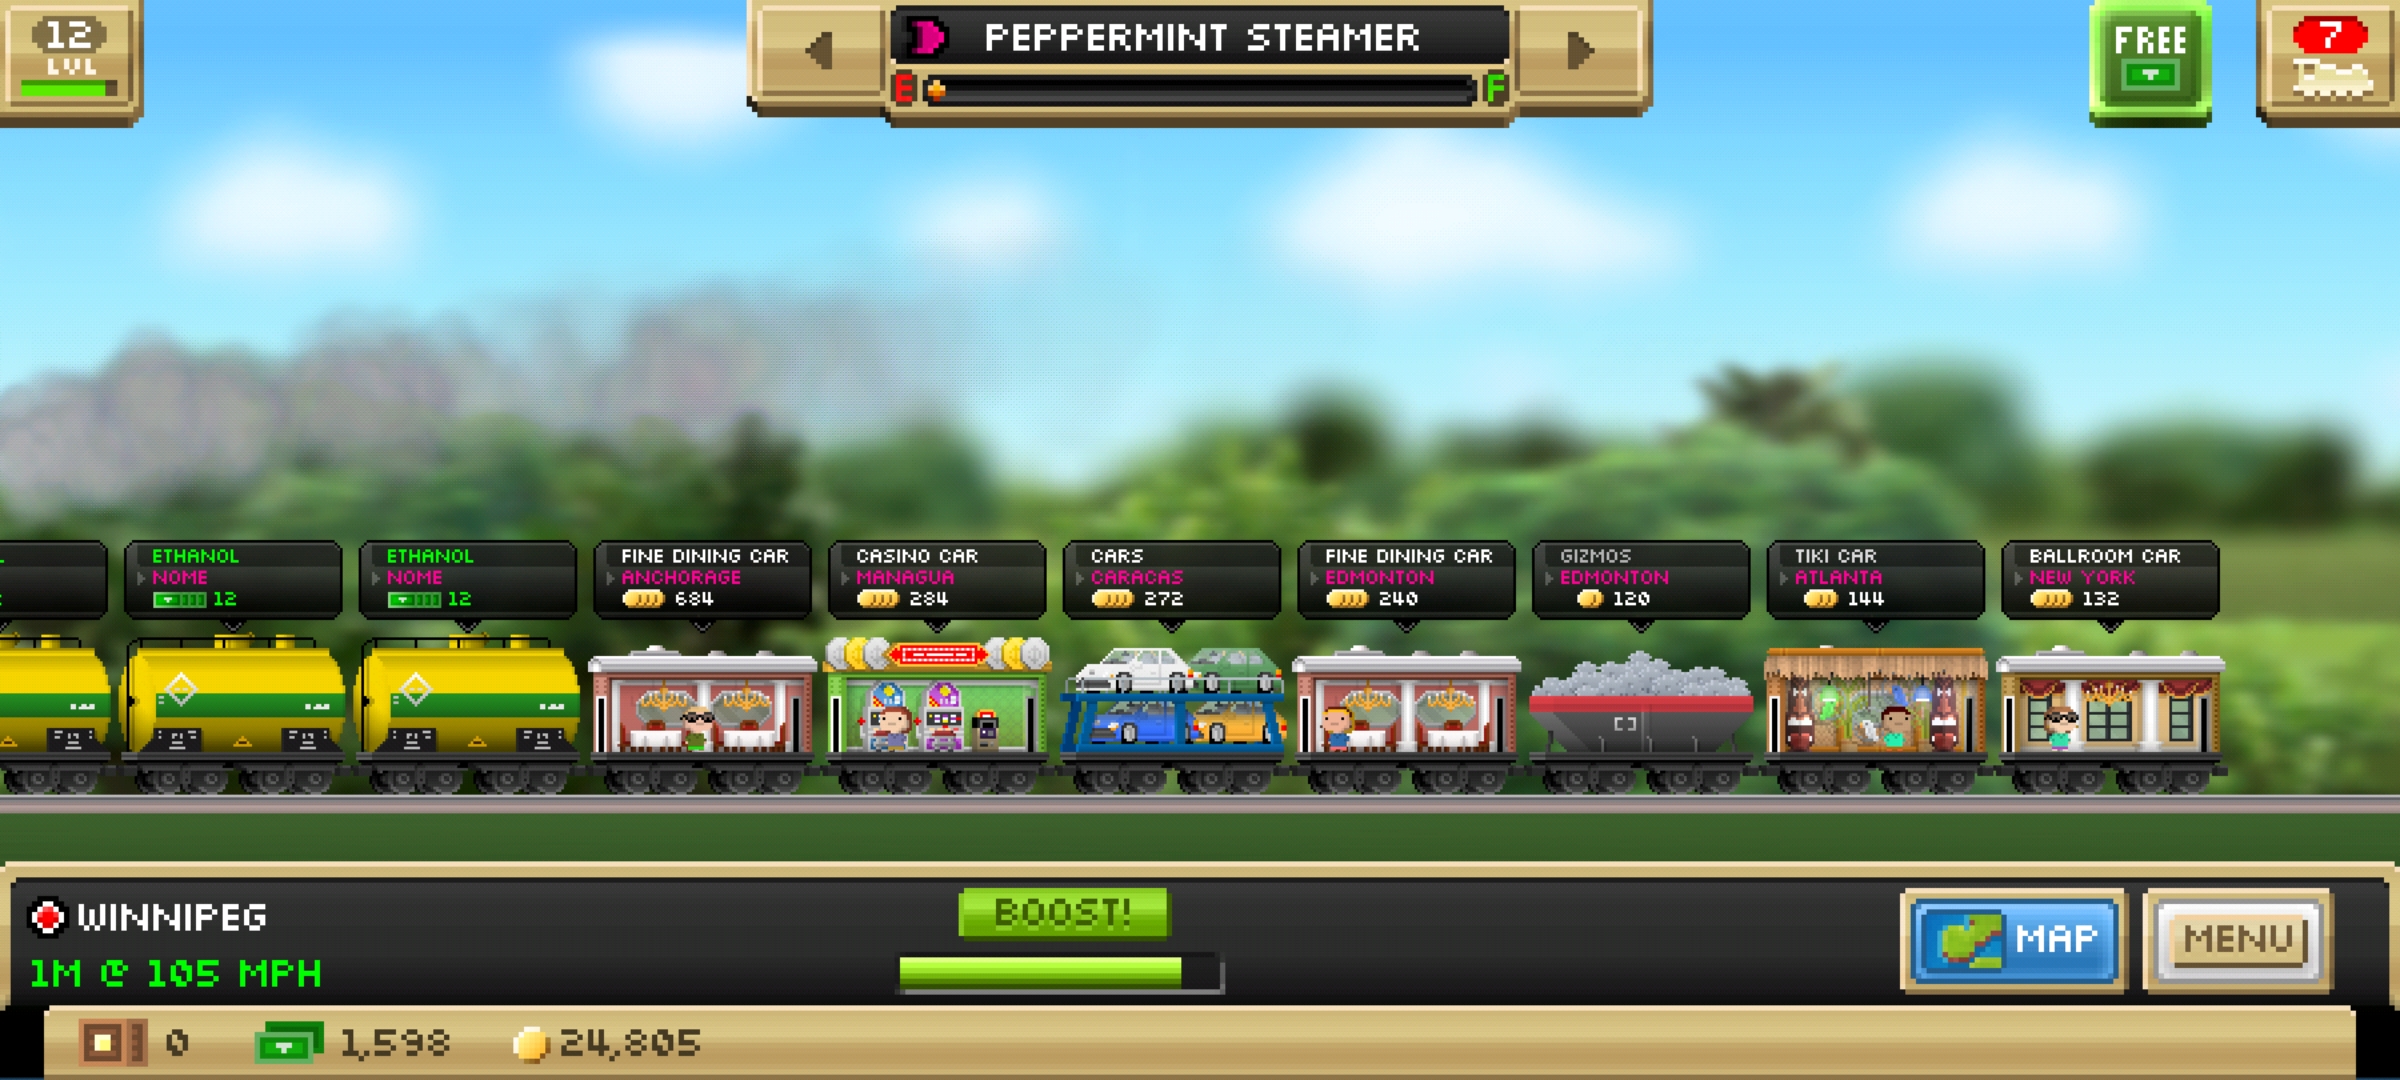 12
LVL
PEPPERMINT STEAMER
E
F
FREE
7
ETHANOL
NOME
12
ETHANOL
NOME
12
FINE DINING CAR
ANCHORAGE
684
CASINO CAR
MANAGUA
284
CARS
CARACAS
272
FINE DINING CAR
EDMONTON
240
GIZMOS
EDMONTON
120
TIKI CAR
ATLANTA
144
BALLROOM CAR
NEW YORK
132
WINNIPEG
1M @ 105 MPH
BOOST!
MAP
MENU
0
1,598
24,805